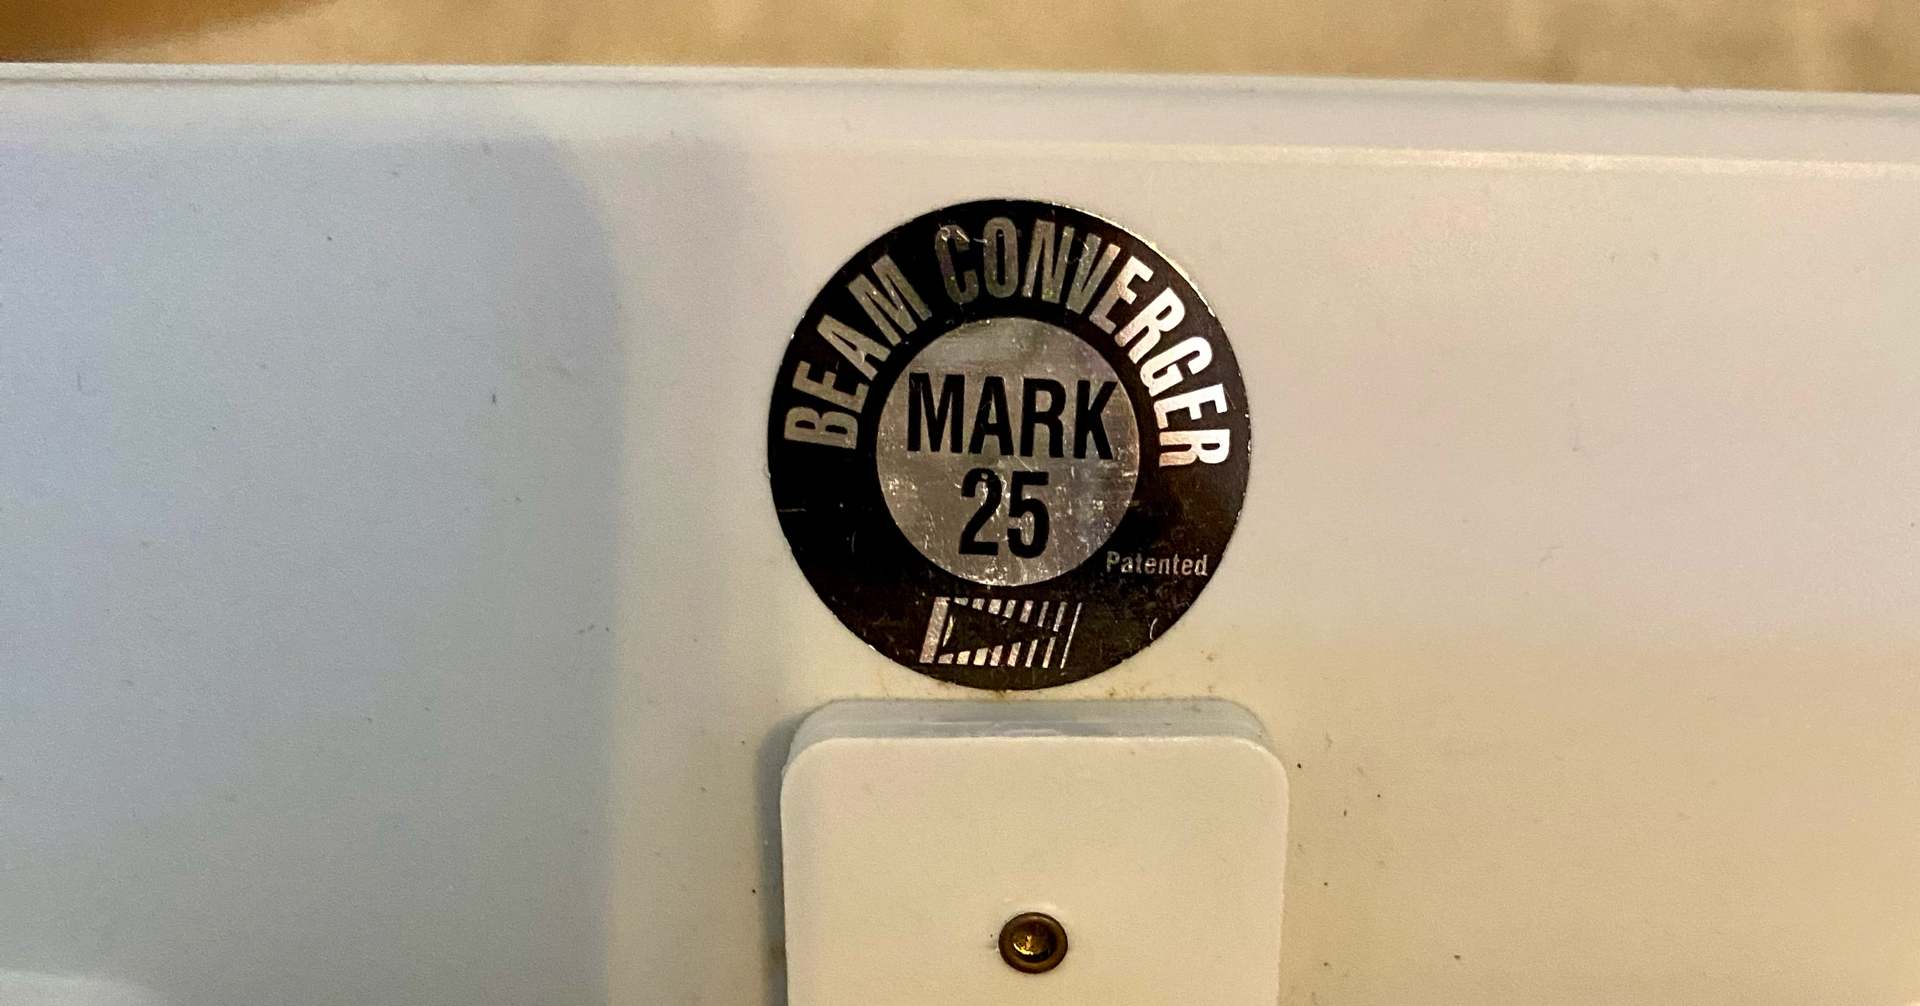 BEAM CONVERGER
MARK
25
Patented